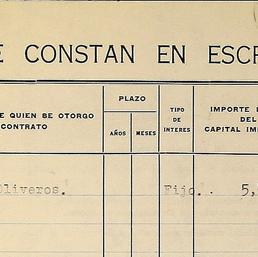 E CONSTAN EN ESCR
E QUIEN SE OTORGO
CONTRATO
PLAZO
AÑOS MESES
TIPO
DE
INTERES
IMPORTE
DEL
CAPITAL IM
Oliveros. Fijo. . 5,